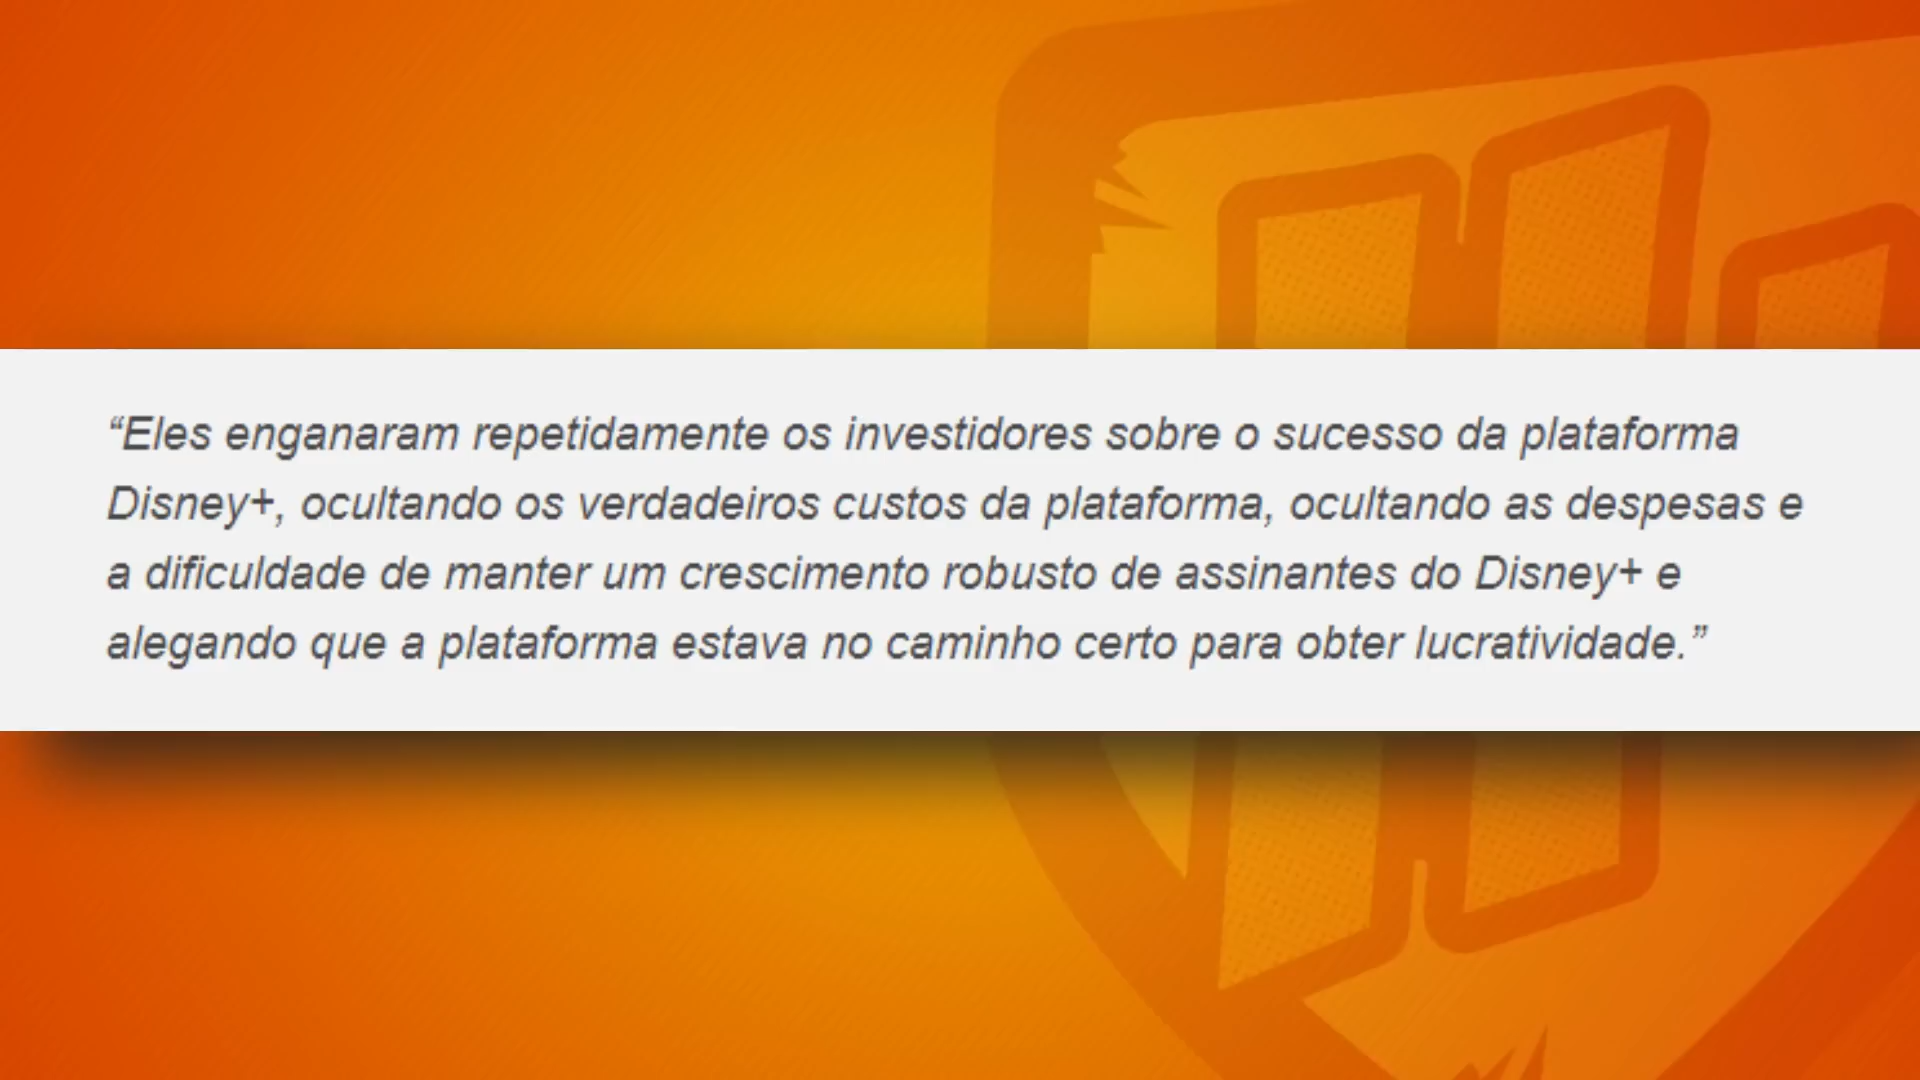 “Eles enganaram repetidamente os investidores sobre o sucesso da plataforma
Disney+, ocultando os verdadeiros custos da plataforma, ocultando as despesas e
a dificuldade de manter um crescimento robusto de assinantes do Disney+ e
alegando que a plataforma estava no caminho certo para obter lucratividade.”